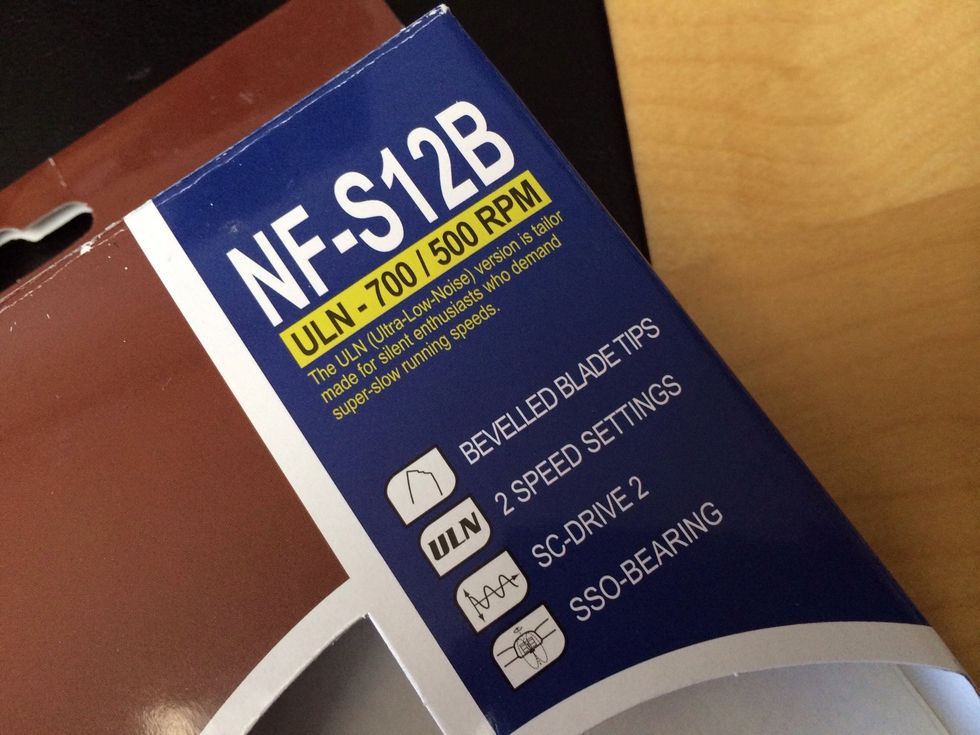 NF-S12B
ULN - 700 / 500 RPM
The ULN (Ultra-Low-Noise) version is tailor
made for silent enthusiasts who demand
super-slow running speeds.
BEVELLED BLADE TIPS
ULN
2 SPEED SETTINGS
SC-DRIVE 2
SSO-BEARING